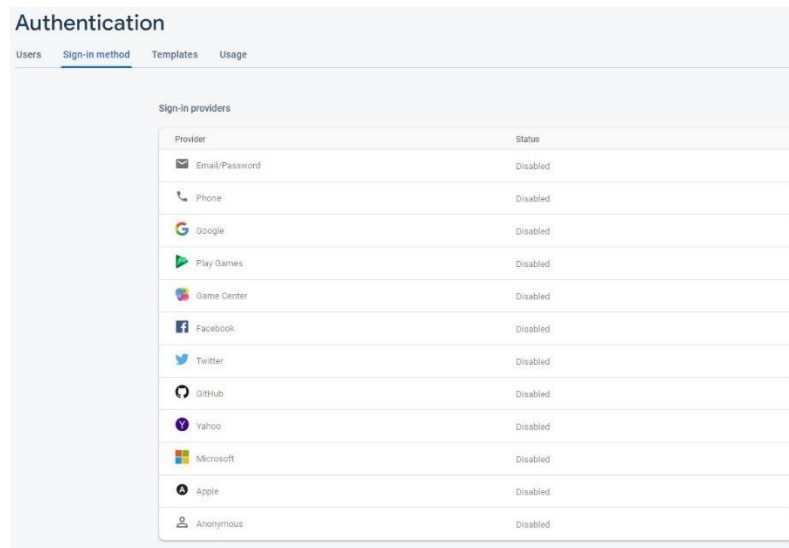 Authentication
Users Sign-in method Templates Usage
Sign-in providers
Provider Status
Email/Password Disabled
Phone Disabled
Google Disabled
Play Games Disabled
Game Center Disabled
Facebook Disabled
Twitter Disabled
GitHub Disabled
Yahoo Disabled
Microsoft Disabled
Apple Disabled
Anonymous Disabled